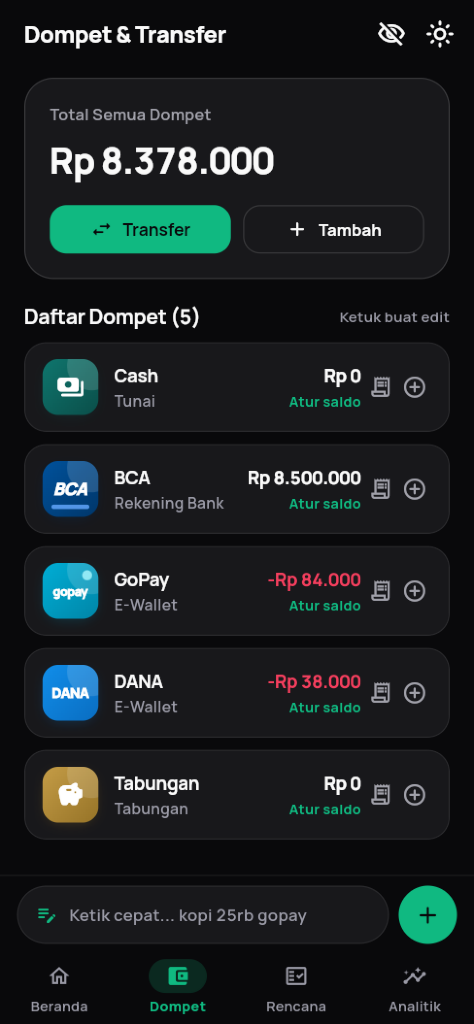 Dompet & Transfer
Total Semua Dompet
Rp 8.378.000
Transfer
Tambah
Daftar Dompet (5)
Ketuk buat edit
Cash
Rp 0
Tunai
Atur saldo
BCA
BCA
Rp 8.500.000
Rekening Bank
Atur saldo
gopay
GoPay
-Rp 84.000
E-Wallet
Atur saldo
DANA
DANA
-Rp 38.000
E-Wallet
Atur saldo
Tabungan
Rp 0
Tabungan
Atur saldo
Ketik cepat... kopi 25rb gopay
Beranda
Dompet
Rencana
Analitik